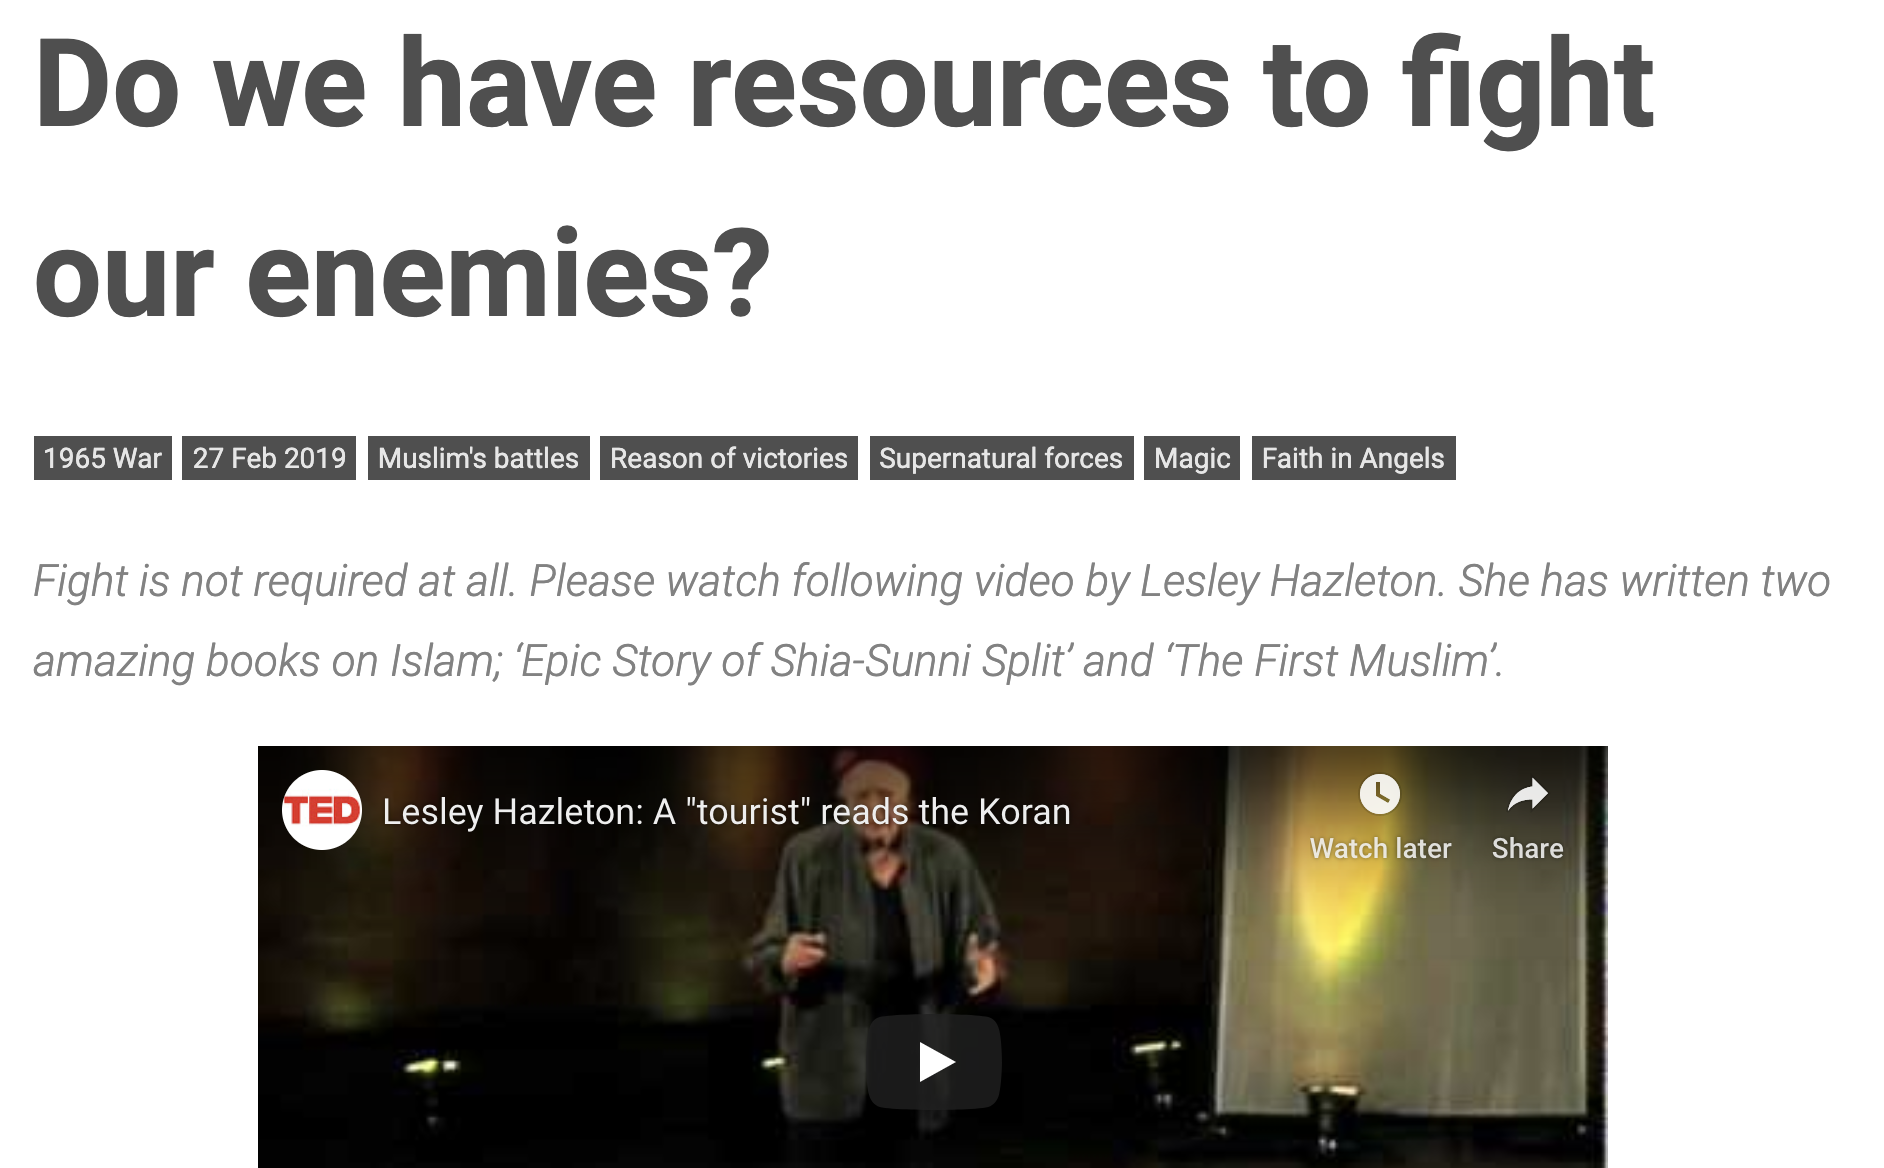 Do we have resources to fight
our enemies?
1965 War 27 Feb 2019 Muslim's battles Reason of victories Supernatural forces Magic Faith in Angels
Fight is not required at all. Please watch following video by Lesley Hazleton. She has written two
amazing books on Islam; ‘Epic Story of Shia-Sunni Split’ and ‘The First Muslim’.
TED Lesley Hazleton: A "tourist" reads the Koran
Watch later Share